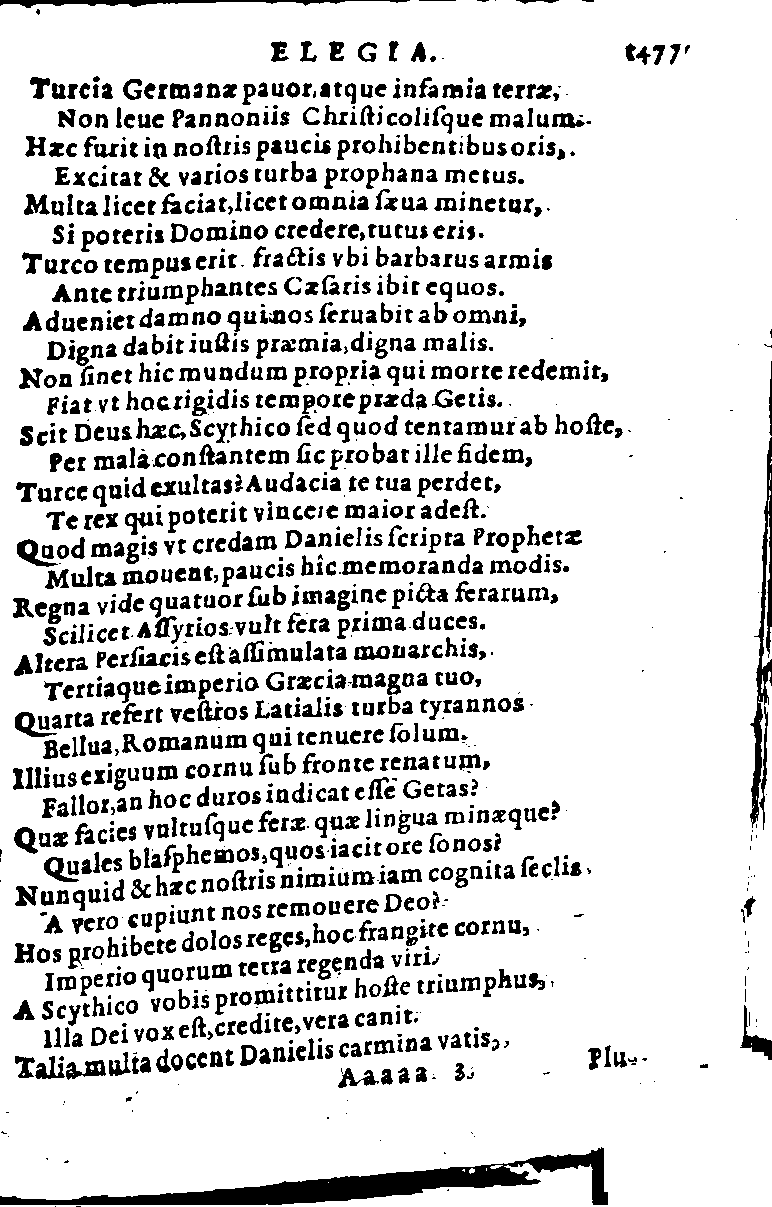 ELEGIA. 1477
Turcia Germanæ pauor, atque infamia terræ,
Non leue Pannoniis Chriſticoliſque malum.
Hæc furit in noſtris paucis prohibentibus oris,
Excitat & varios turba prophana metus.
Multa licet faciat, licet omnia ſæua minetur,
Si poteris Domino credere, tutus eris.
Turco tempus erit fractis vbi barbarus armis
Ante triumphantes Cæſaris ibit equos.
Adueniet damno qui nos ſeruabit ab omni,
Digna dabit iuſtis præmia, digna malis.
Non ſinet hic mundum propria qui morte redemit,
Fiat vt hoc rigidis tempore præda Getis.
Scit Deus hæc, Scythico ſed quod tentamur ab hoſte,
Per mala conſtantem ſic probat ille fidem,
Turce quid exultas? Audacia te tua perdet,
Te rex qui poterit vincere maior adeſt.
Quod magis vt credam Danielis ſcripta Prophetæ
Multa mouent, paucis hîc memoranda modis.
Regna vide quatuor ſub imagine picta ferarum,
Scilicet Aſſyrios vult fera prima duces.
Altera Perſiacis eſt aſſimulata monarchis,
Tertiaque imperio Græcia magna tuo,
Quarta refert veſtros Latialis turba tyrannos
Bellua, Romanum qui tenuere ſolum.
Illius exiguum cornu ſub fronte renatum,
Fallor, an hoc duros indicat eſſe Getas?
Quæ facies vultuſque feræ quæ lingua minæque?
Quales blaſphemos, quos iacit ore ſonos?
Nunquid & hæc noſtris nimium iam cognita ſeclis,
A vero cupiunt nos remouere Deo?
Hos prohibete dolos reges, hoc frangite cornu,
Imperio quorum terra regenda viri.
A Scythico vobis promittitur hoſte triumphus,
Illa Dei vox eſt, credite, vera canit.
Talia multa docent Danielis carmina vatis,
Aaaaa 3. Plu-